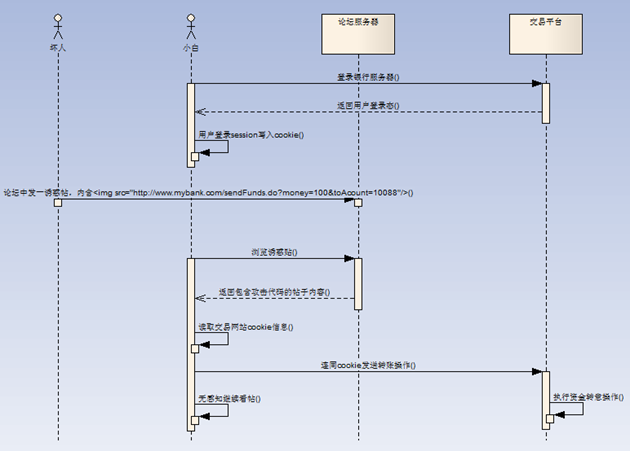 坏人
小白
论坛服务器
交易平台
登录银行服务器()
返回用户登录态()
用户登录session写入cookie()
论坛中发一诱惑帖，内含<img src="http://www.mybank.com/sendFunds.do?money=100&toAcount=10088"/>()
浏览诱惑贴()
返回包含攻击代码的帖子内容()
读取交易网站cookie信息()
连同cookie发送转账操作()
无感知继续看帖()
执行资金转意操作()